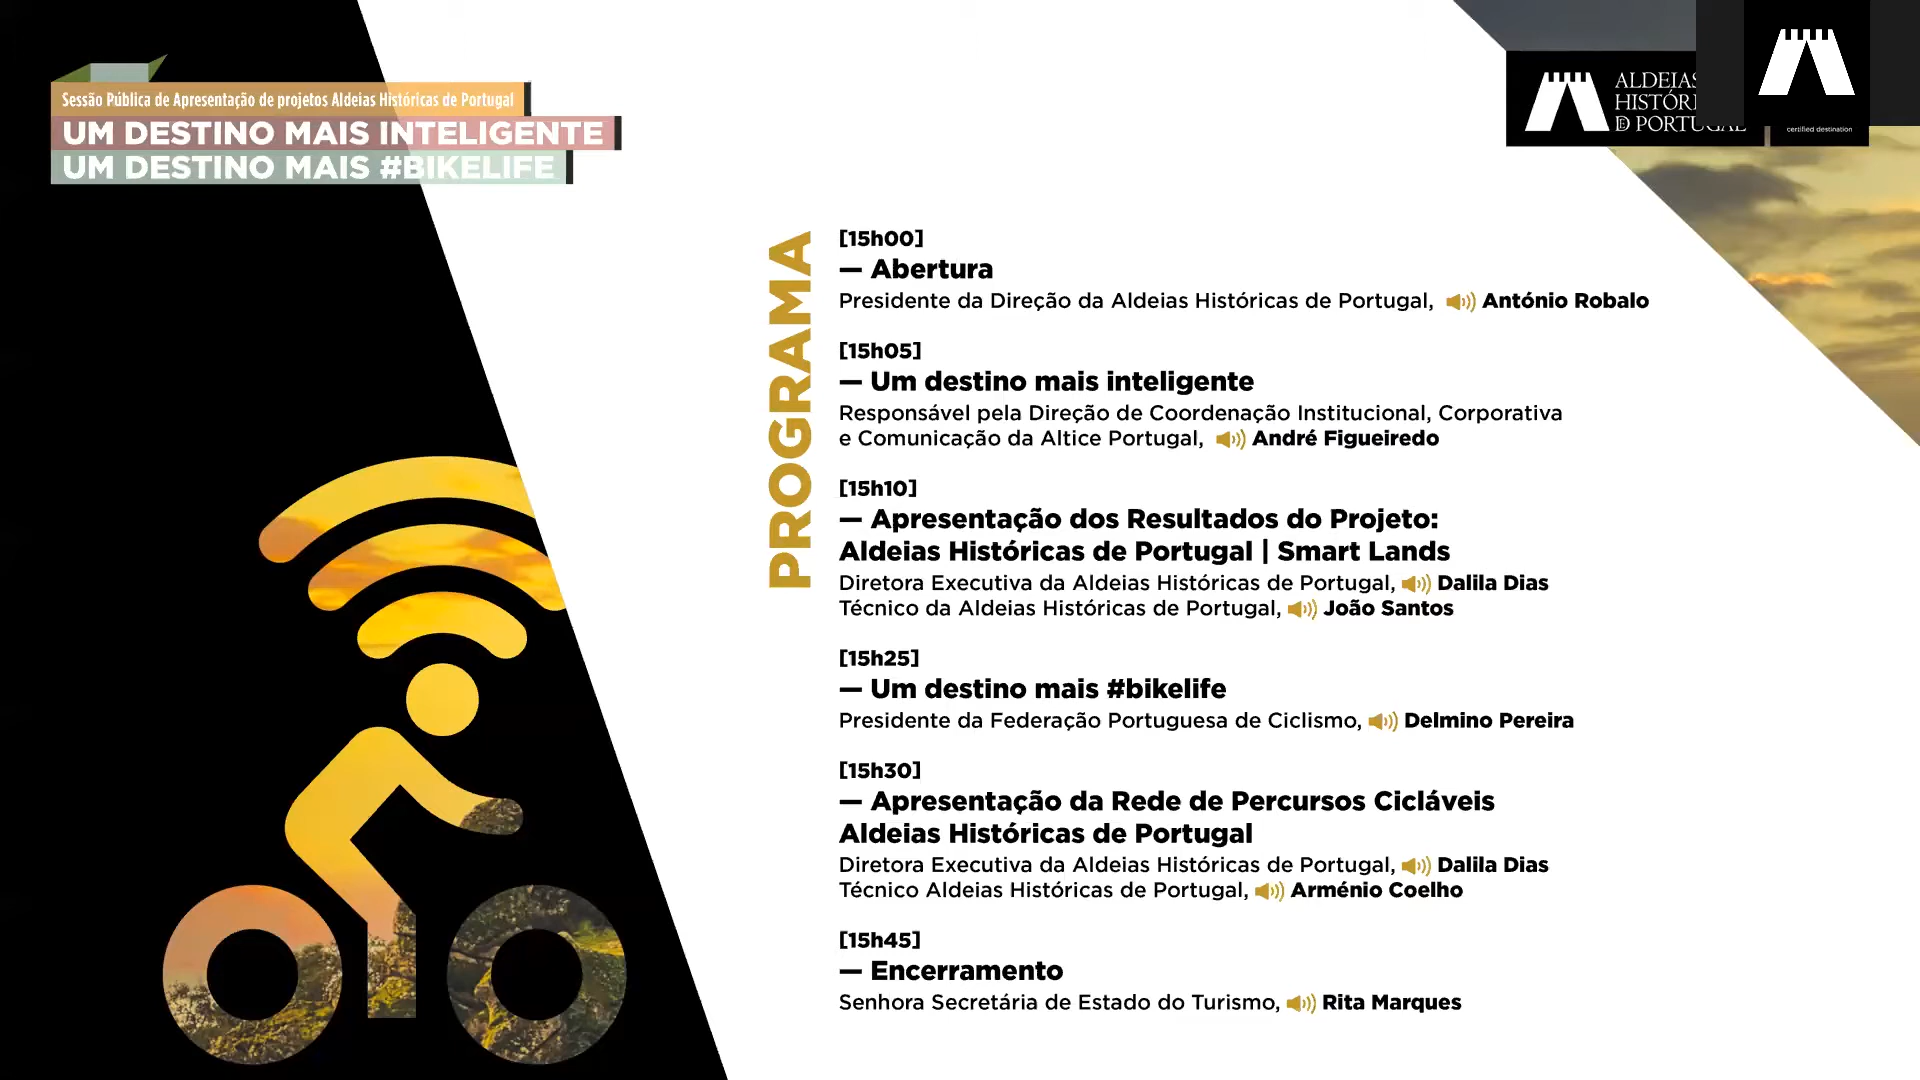 Sessão Pública de Apresentação de projetos Aldeias Históricas de Portugal
UM DESTINO MAIS INTELIGENTE
UM DESTINO MAIS #BIKELIFE
ALDEIAS
HISTÓRI
DE PORTUGAL
certified destination
PROGRAMA
[15h00]
— Abertura
Presidente da Direção da Aldeias Históricas de Portugal, António Robalo
[15h05]
— Um destino mais inteligente
Responsável pela Direção de Coordenação Institucional, Corporativa
e Comunicação da Altice Portugal, André Figueiredo
[15h10]
— Apresentação dos Resultados do Projeto:
Aldeias Históricas de Portugal | Smart Lands
Diretora Executiva da Aldeias Históricas de Portugal, Dalila Dias
Técnico da Aldeias Históricas de Portugal, João Santos
[15h25]
— Um destino mais #bikelife
Presidente da Federação Portuguesa de Ciclismo, Delmino Pereira
[15h30]
— Apresentação da Rede de Percursos Cicláveis
Aldeias Históricas de Portugal
Diretora Executiva da Aldeias Históricas de Portugal, Dalila Dias
Técnico Aldeias Históricas de Portugal, Arménio Coelho
[15h45]
— Encerramento
Senhora Secretária de Estado do Turismo, Rita Marques